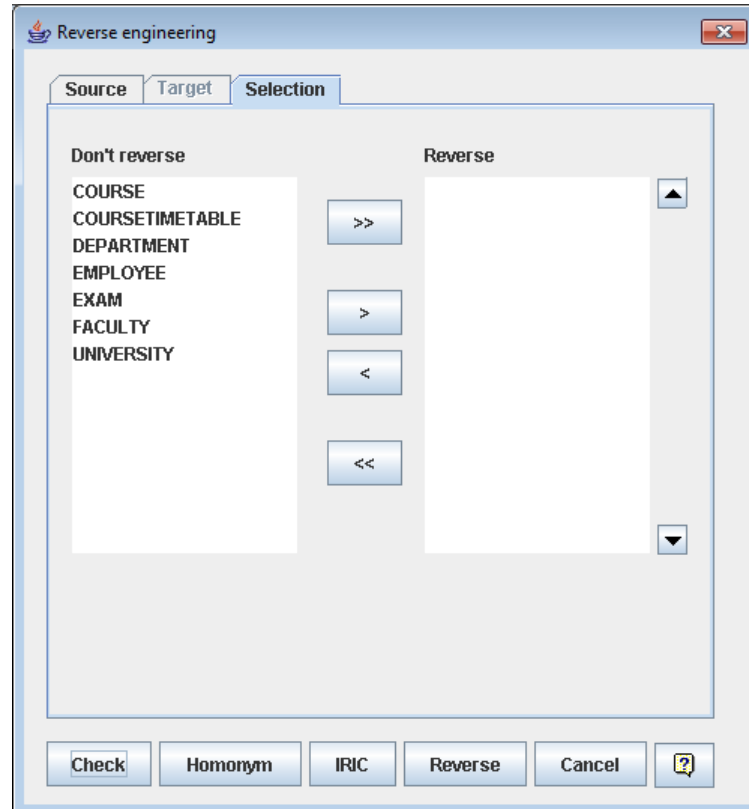 Reverse engineering
Source Target Selection
Don't reverse
COURSE
COURSETIMETABLE
DEPARTMENT
EMPLOYEE
EXAM
FACULTY
UNIVERSITY
>>
>
<
<<
Reverse
Check Homonym IRIC Reverse Cancel ?